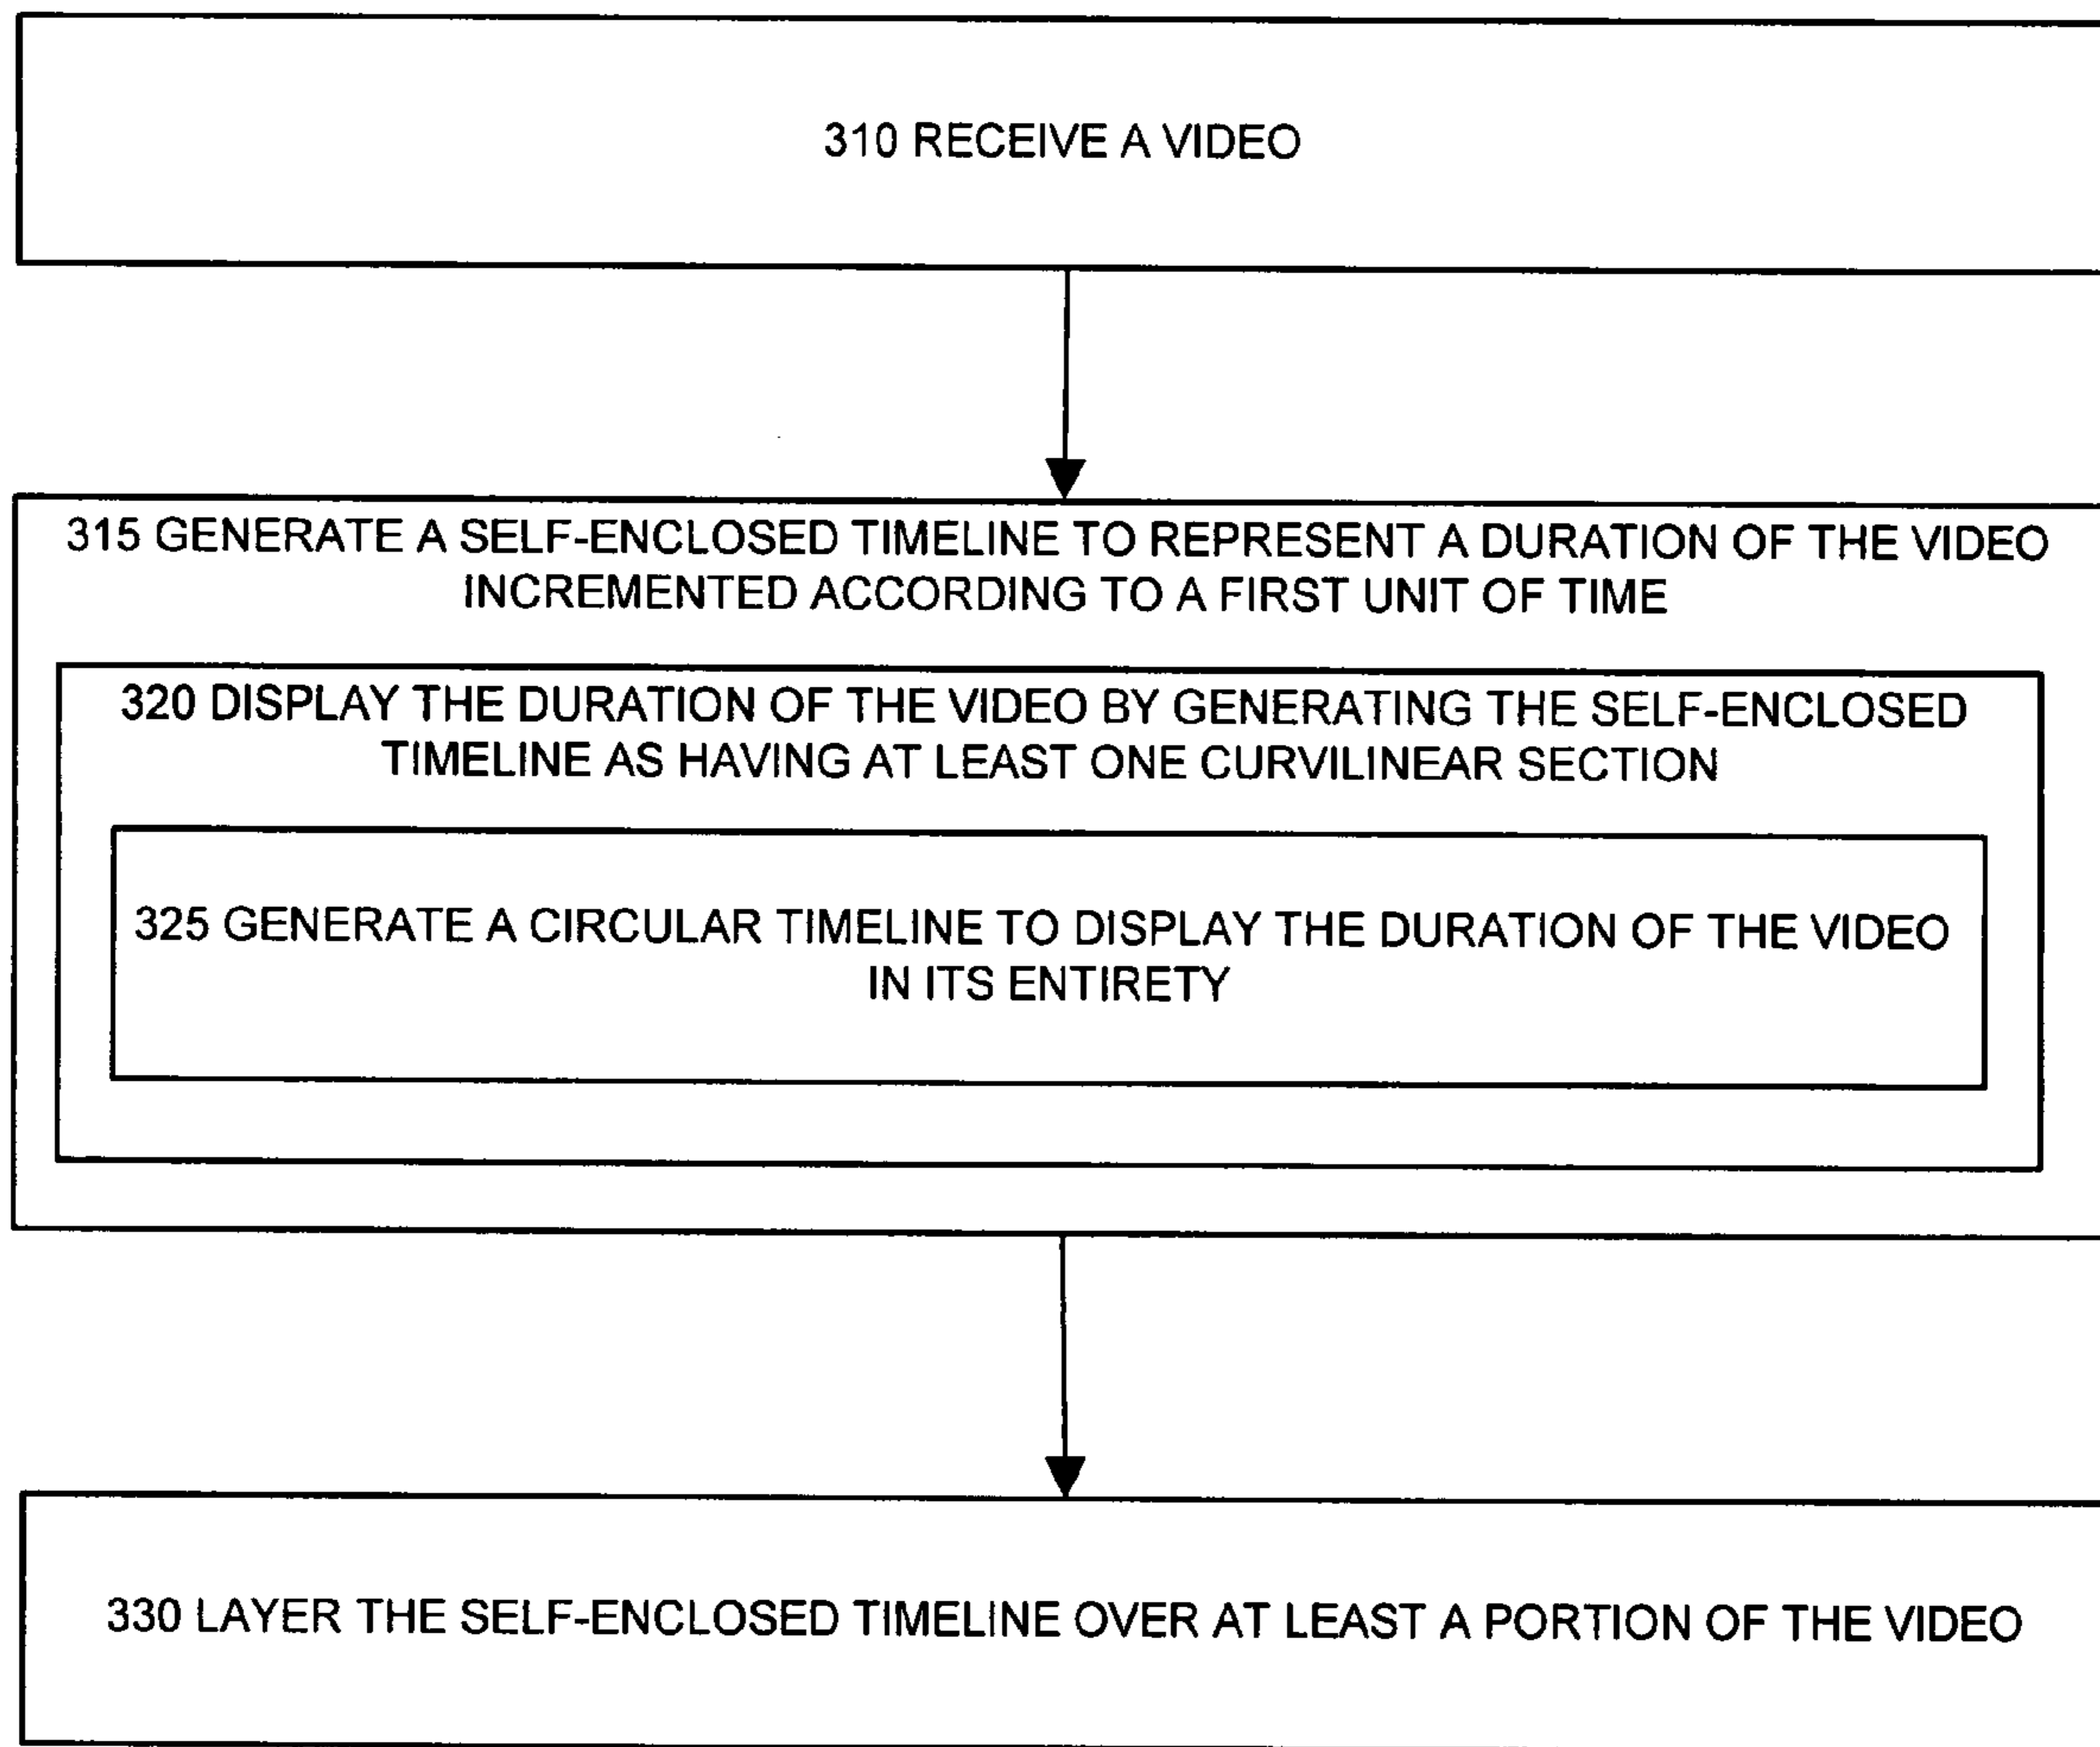 310 RECEIVE A VIDEO
315 GENERATE A SELF-ENCLOSED TIMELINE TO REPRESENT A DURATION OF THE VIDEO
INCREMENTED ACCORDING TO A FIRST UNIT OF TIME
320 DISPLAY THE DURATION OF THE VIDEO BY GENERATING THE SELF-ENCLOSED
TIMELINE AS HAVING AT LEAST ONE CURVILINEAR SECTION
325 GENERATE A CIRCULAR TIMELINE TO DISPLAY THE DURATION OF THE VIDEO
IN ITS ENTIRETY
330 LAYER THE SELF-ENCLOSED TIMELINE OVER AT LEAST A PORTION OF THE VIDEO